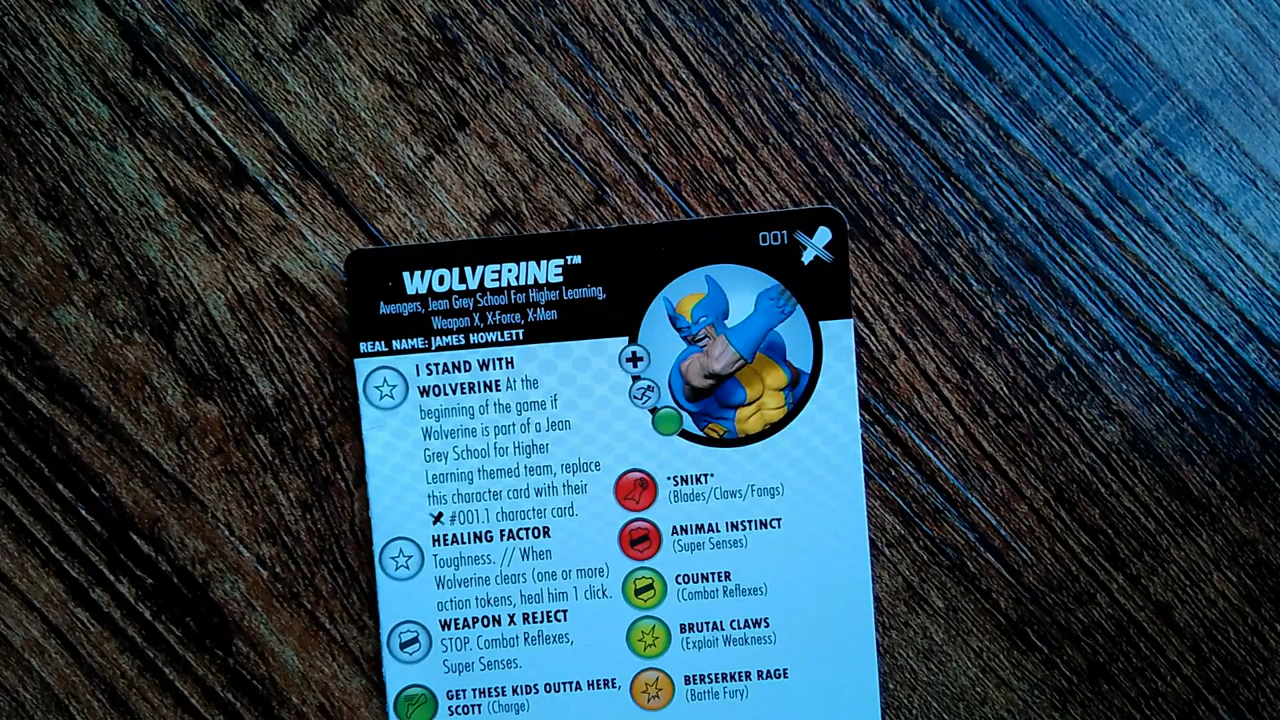 001
WOLVERINE™
Avengers, Jean Grey School For Higher Learning,
Weapon X, X-Force, X-Men
REAL NAME: JAMES HOWLETT
I STAND WITH
WOLVERINE At the
beginning of the game if
Wolverine is part of a Jean
Grey School for Higher
Learning themed team, replace
this character card with their
#001.1 character card.
HEALING FACTOR
Toughness. // When
Wolverine clears (one or more)
action tokens, heal him 1 click.
WEAPON X REJECT
STOP. Combat Reflexes,
Super Senses.
GET THESE KIDS OUTTA HERE,
SCOTT (Charge)
*SNIKT*
(Blades/Claws/Fangs)
ANIMAL INSTINCT
(Super Senses)
COUNTER
(Combat Reflexes)
BRUTAL CLAWS
(Exploit Weakness)
BERSERKER RAGE
(Battle Fury)